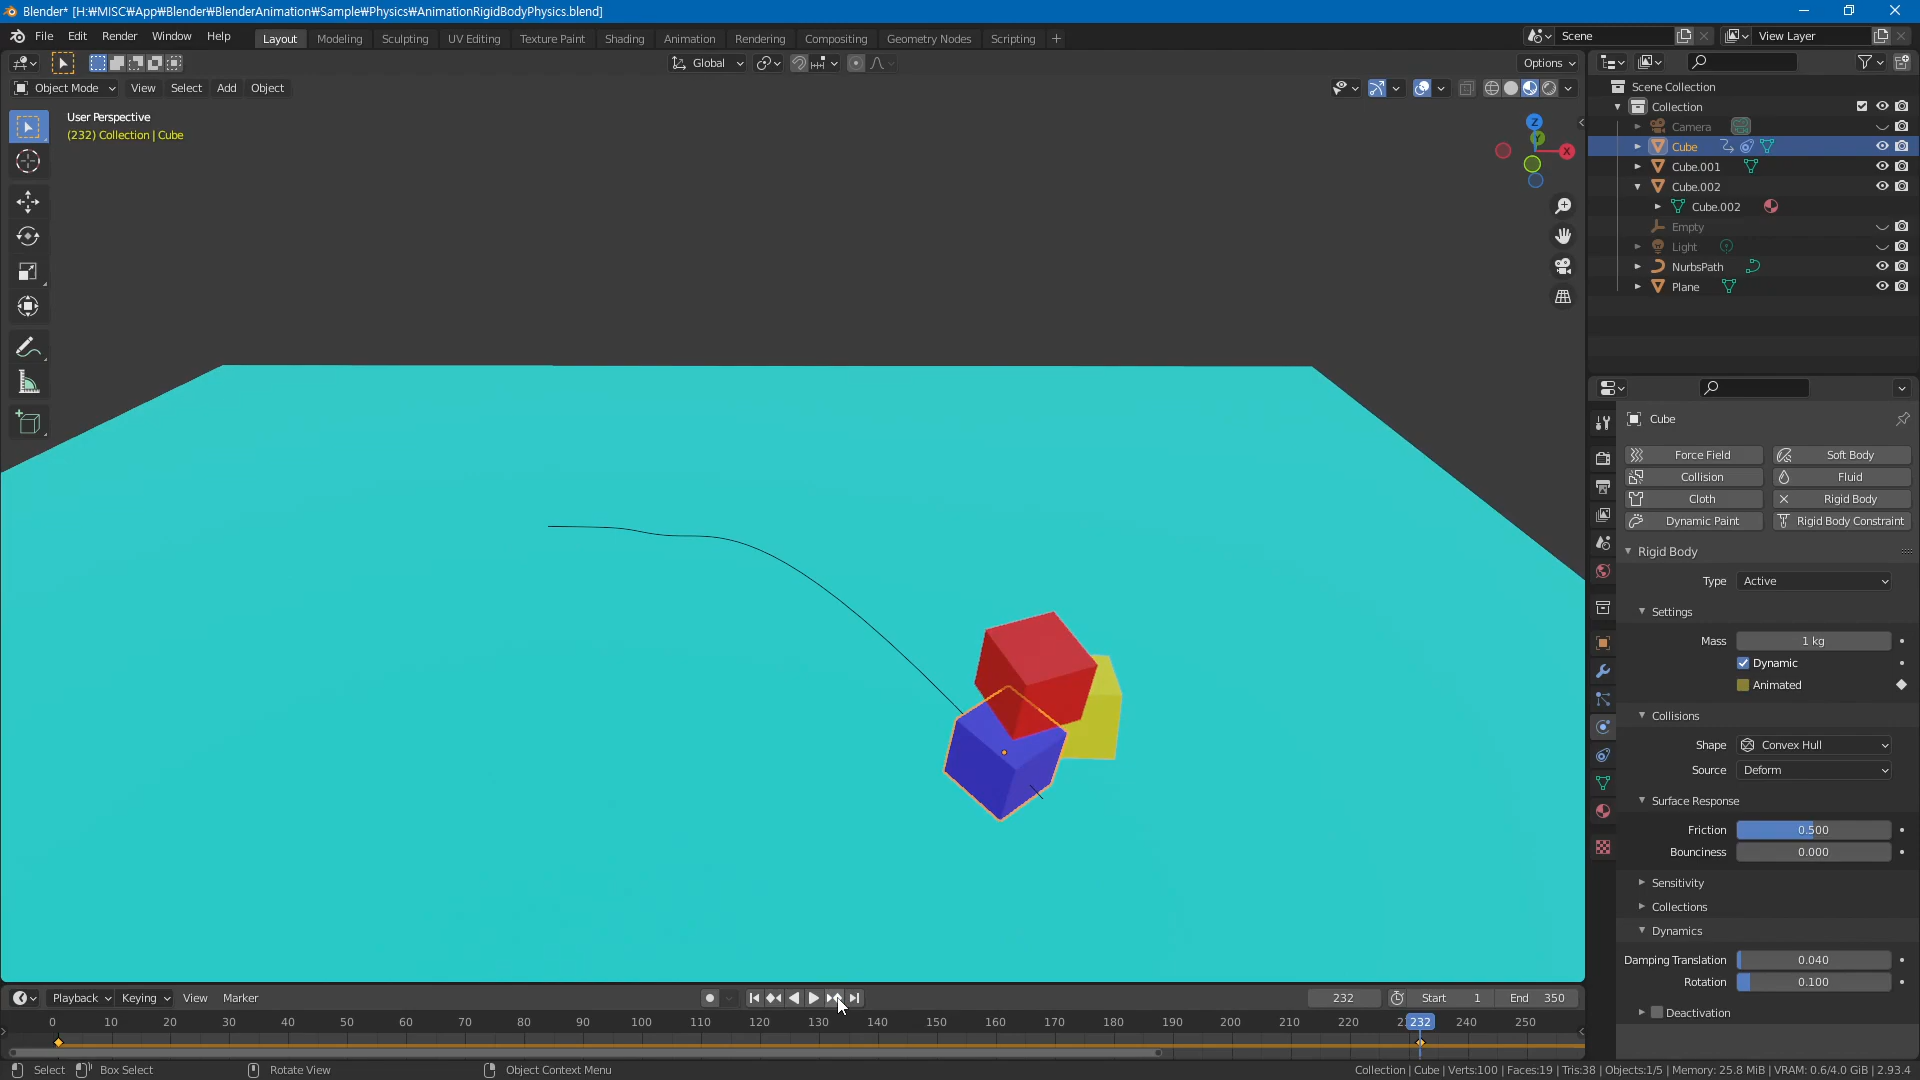 Blender* [H:₩MISC₩App₩Blender₩BlenderAnimation₩Sample₩Physics₩AnimationRigidBodyPhysics.blend]
File Edit Render Window Help Layout Modeling Sculpting UV Editing Texture Paint Shading Animation Rendering Compositing Geometry Nodes Scripting + Scene View Layer
Global Options
Object Mode View Select Add Object
User Perspective
(232) Collection | Cube
Z
Y
X
Scene Collection
Collection
Camera
Cube
Cube.001
Cube.002
Cube.002
Empty
Light
NurbsPath
Plane
Cube
Force Field Soft Body
Collision Fluid
Cloth Rigid Body
Dynamic Paint Rigid Body Constraint
Rigid Body
Type Active
Settings
Mass 1 kg
Dynamic
Animated
Collisions
Shape Convex Hull
Source Deform
Surface Response
Friction 0.500
Bounciness 0.000
Sensitivity
Collections
Dynamics
Damping Translation 0.040
Rotation 0.100
Deactivation
Playback Keying View Marker 232 Start 1 End 350
0 10 20 30 40 50 60 70 80 90 100 110 120 130 140 150 160 170 180 190 200 210 220 232 240 250
Select Box Select Rotate View Object Context Menu Collection | Cube | Verts:100 | Faces:19 | Tris:38 | Objects:1/5 | Memory: 25.8 MiB | VRAM: 0.6/4.0 GiB | 2.93.4